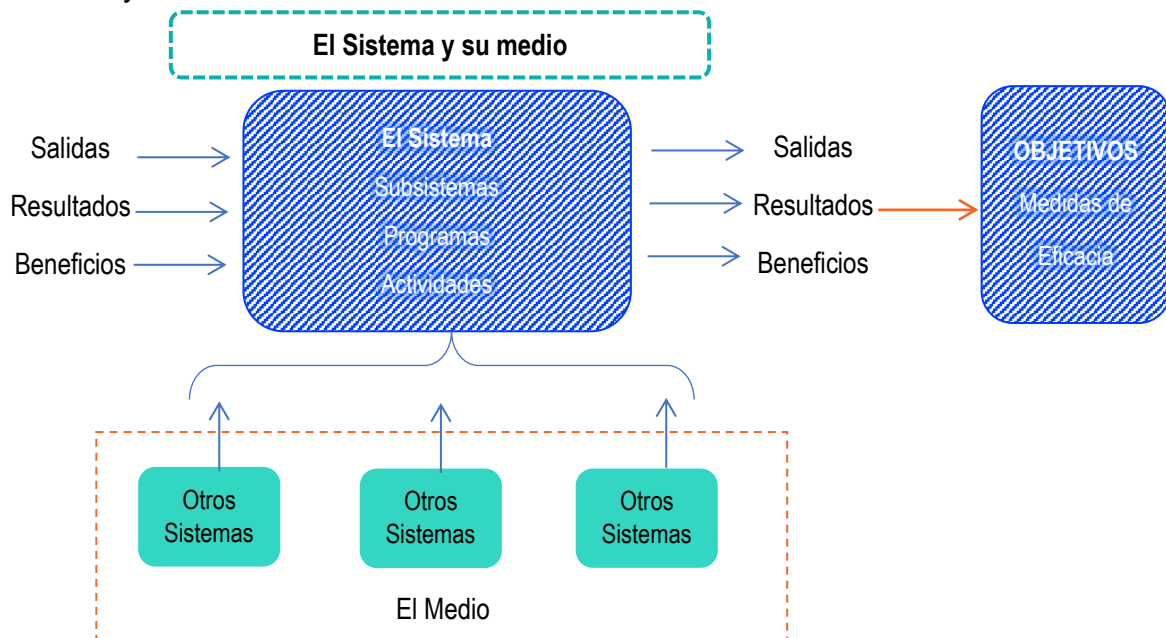 El Sistema y su medio
Salidas
Resultados
Beneficios
El Sistema
Subsistemas
Programas
Actividades
Salidas
Resultados
Beneficios
OBJETIVOS
Medidas de
Eficacia
Otros
Sistemas
Otros
Sistemas
Otros
Sistemas
El Medio